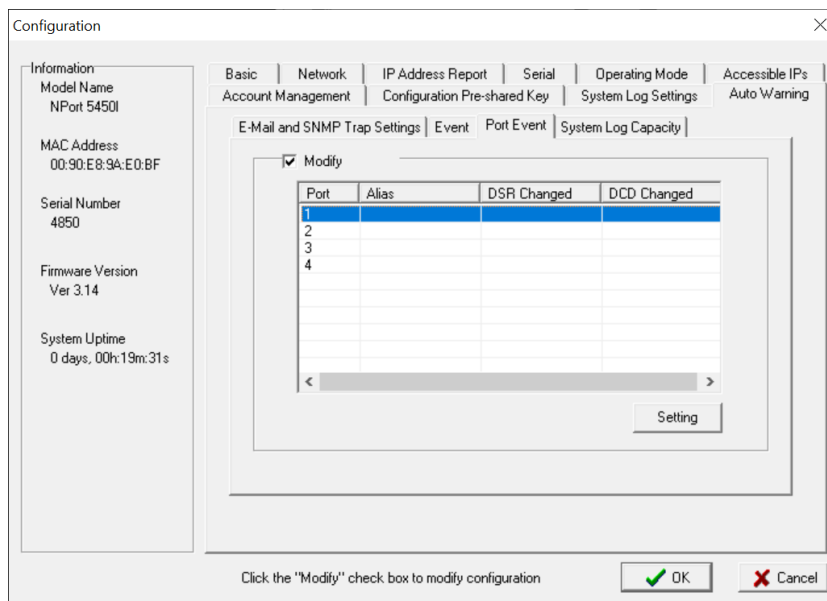 Configuration
Information
Model Name
NPort 5450I
MAC Address
00:90:E8:9A:E0:BF
Serial Number
4850
Firmware Version
Ver 3.14
System Uptime
0 days, 00h:19m:31s
Basic Network IP Address Report Serial Operating Mode Accessible IPs
Account Management Configuration Pre-shared Key System Log Settings Auto Warning
E-Mail and SNMP Trap Settings Event Port Event System Log Capacity
Modify
Port Alias DSR Changed DCD Changed
1
2
3
4
Setting
Click the "Modify" check box to modify configuration
OK Cancel